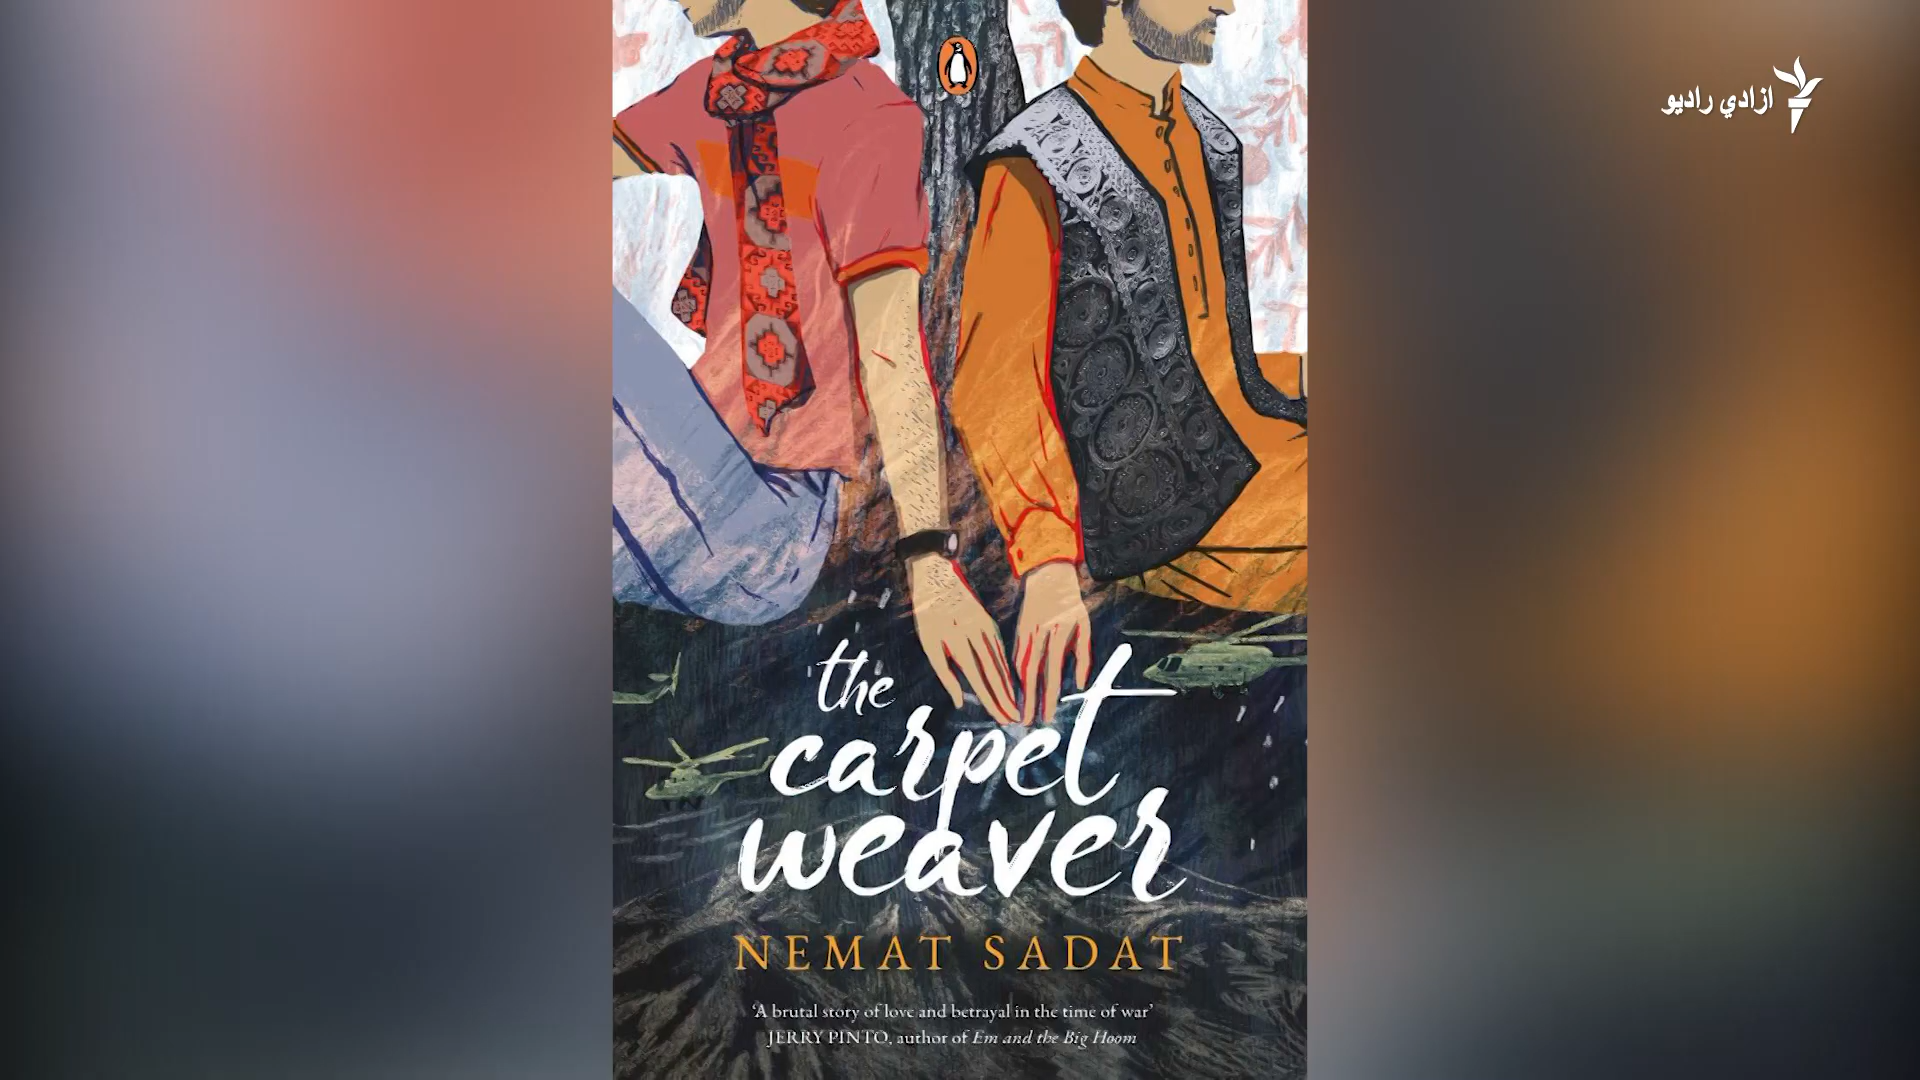 ازادي راديو
the
carpet
weaver
NEMAT SADAT
‘A brutal story of love and betrayal in the time of war’
JERRY PINTO, author of Em and the Big Hoom